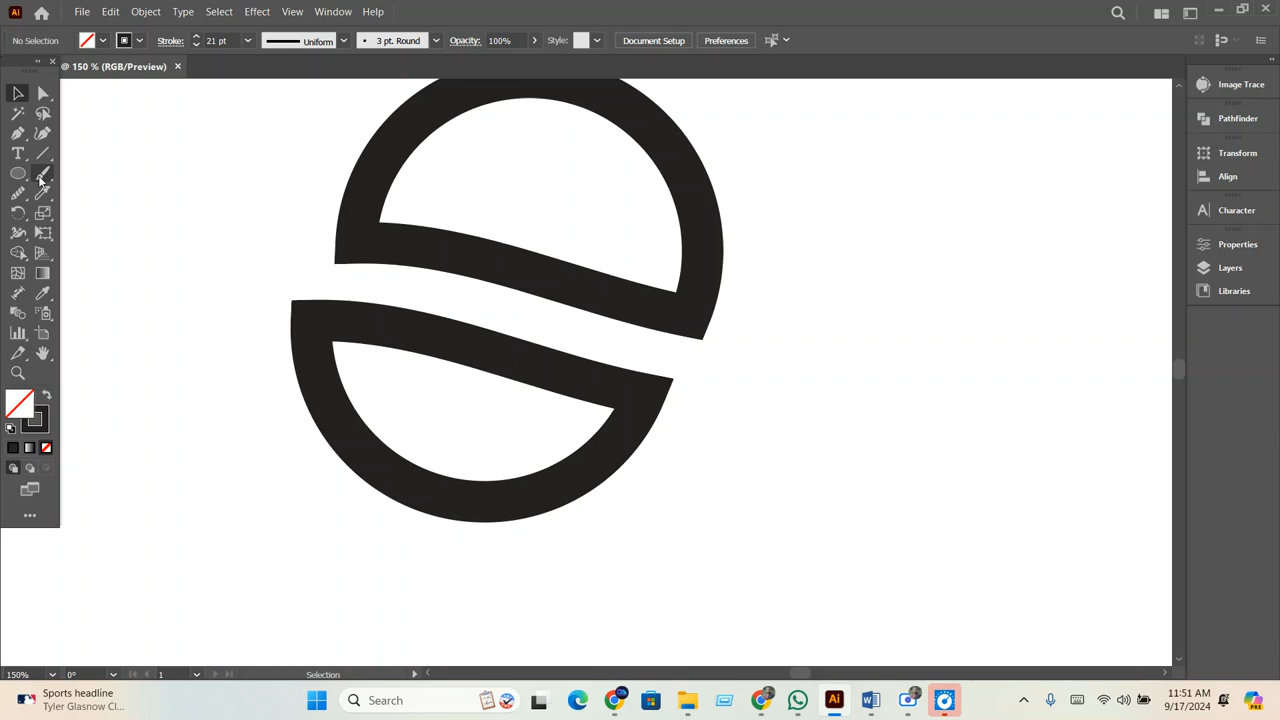 Ai File Edit Object Type Select Effect View Window Help
No Selection Stroke: 21 pt Uniform 3 pt. Round Opacity: 100% Style: Document Setup Preferences
@ 150 % (RGB/Preview) ×
Image Trace
Pathfinder
Transform
Align
Character
Properties
Layers
Libraries
150% 0° 1 Selection
Sports headline
Tyler Glasnow Cl...
Search
Ai
11:51 AM
9/17/2024
PRE